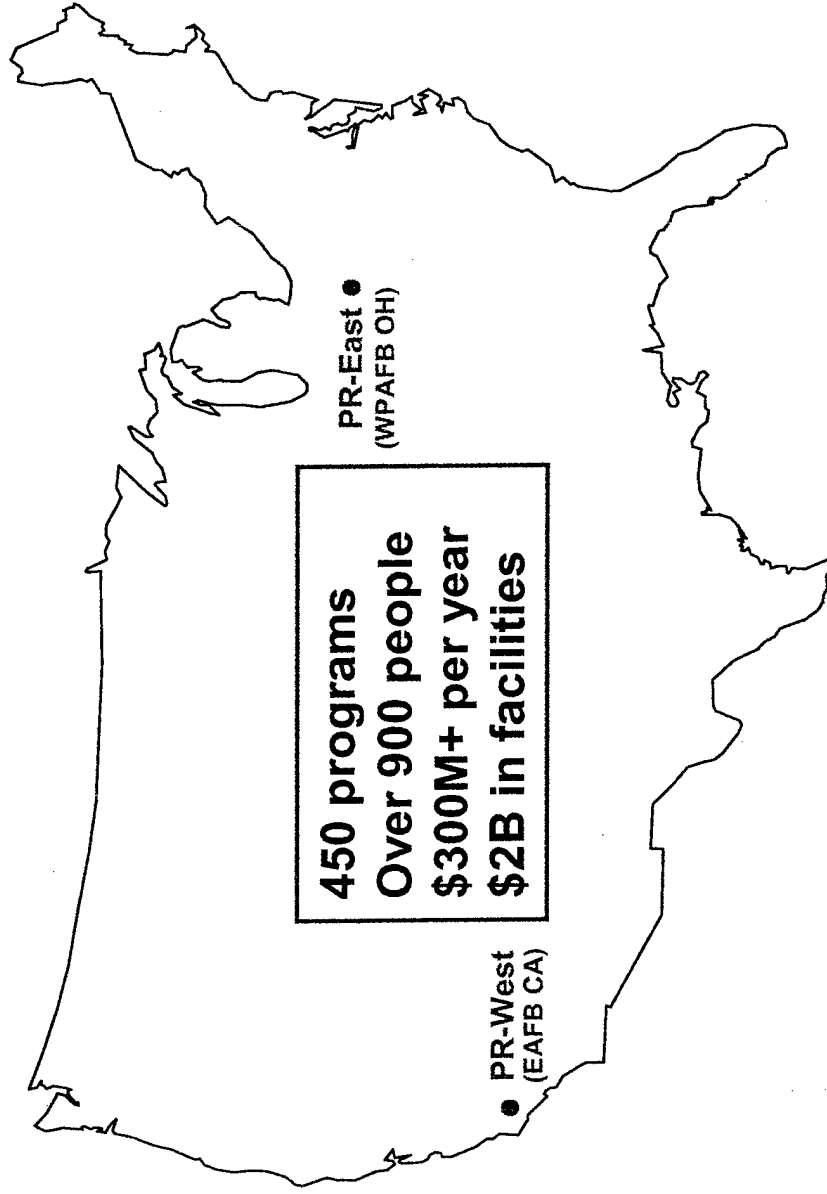 450 programs
Over 900 people
$300M+ per year
$2B in facilities
PR-West
(EAFB CA)
PR-East
(WPAFB OH)